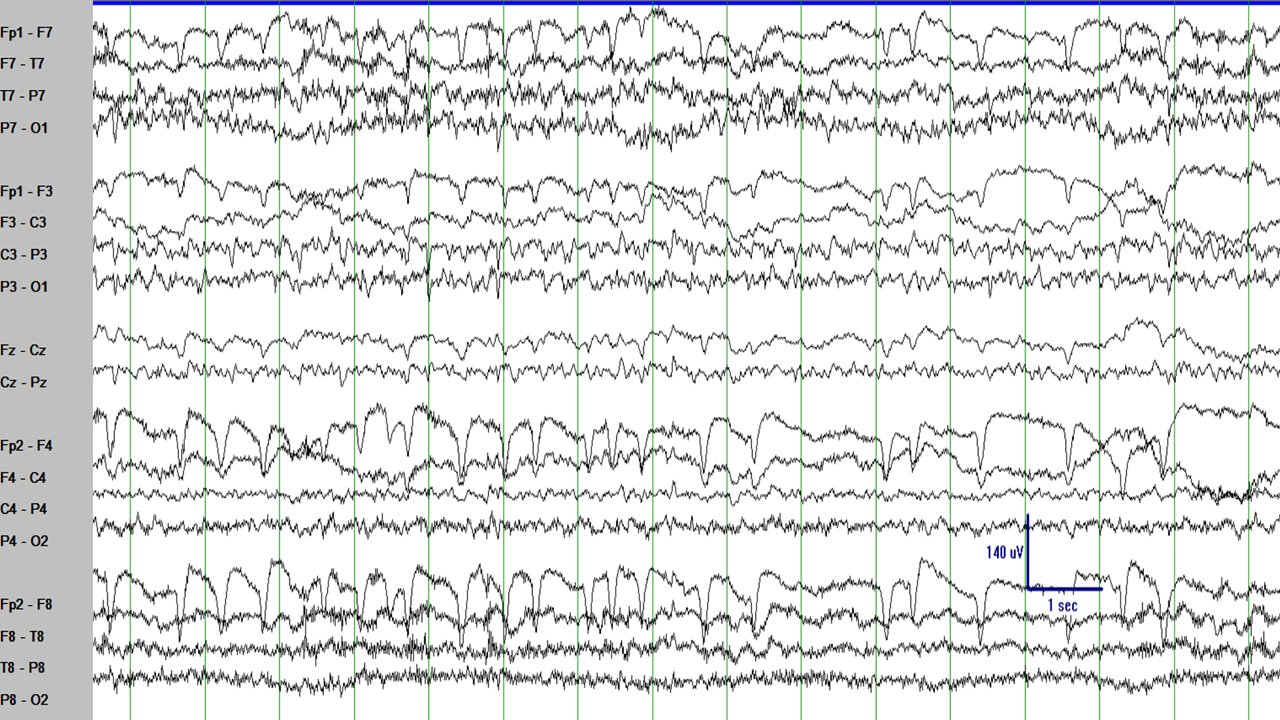 Fp1 - F7
F7 - T7
T7 - P7
P7 - O1
Fp1 - F3
F3 - C3
C3 - P3
P3 - O1
Fz - Cz
Cz - Pz
Fp2 - F4
F4 - C4
C4 - P4
P4 - O2
140 uV
1 sec
Fp2 - F8
F8 - T8
T8 - P8
P8 - O2